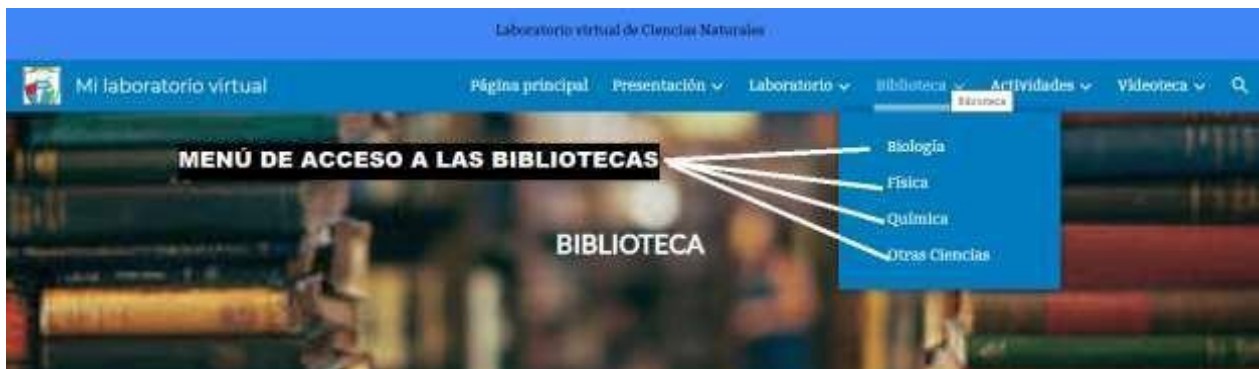 Laboratorio virtual de Ciencias Naturales
Mi laboratorio virtual Página principal Presentación Laboratorio Biblioteca Actividades Videoteca
Biblioteca
MENÚ DE ACCESO A LAS BIBLIOTECAS
Biología
Física
Química
Otras Ciencias
BIBLIOTECA